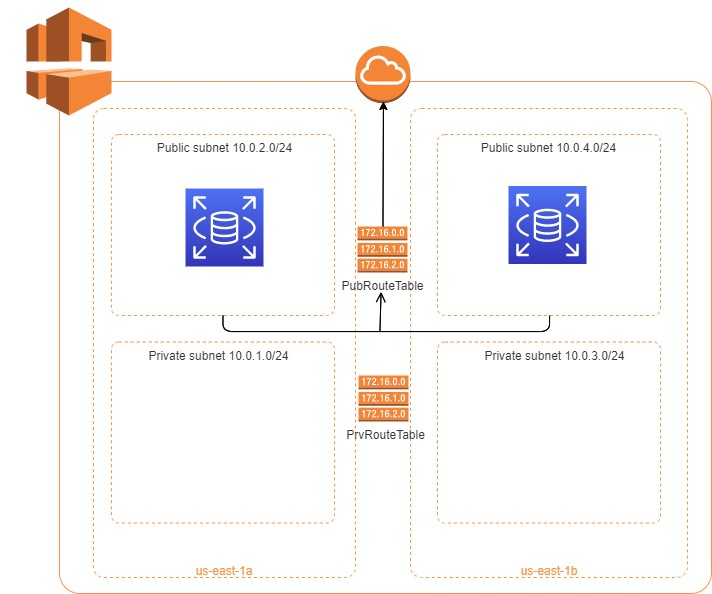 Public subnet 10.0.2.0/24
Public subnet 10.0.4.0/24
172.16.0.0
172.16.1.0
172.16.2.0
PubRouteTable
Private subnet 10.0.1.0/24
Private subnet 10.0.3.0/24
172.16.0.0
172.16.1.0
172.16.2.0
PrvRouteTable
us-east-1a
us-east-1b